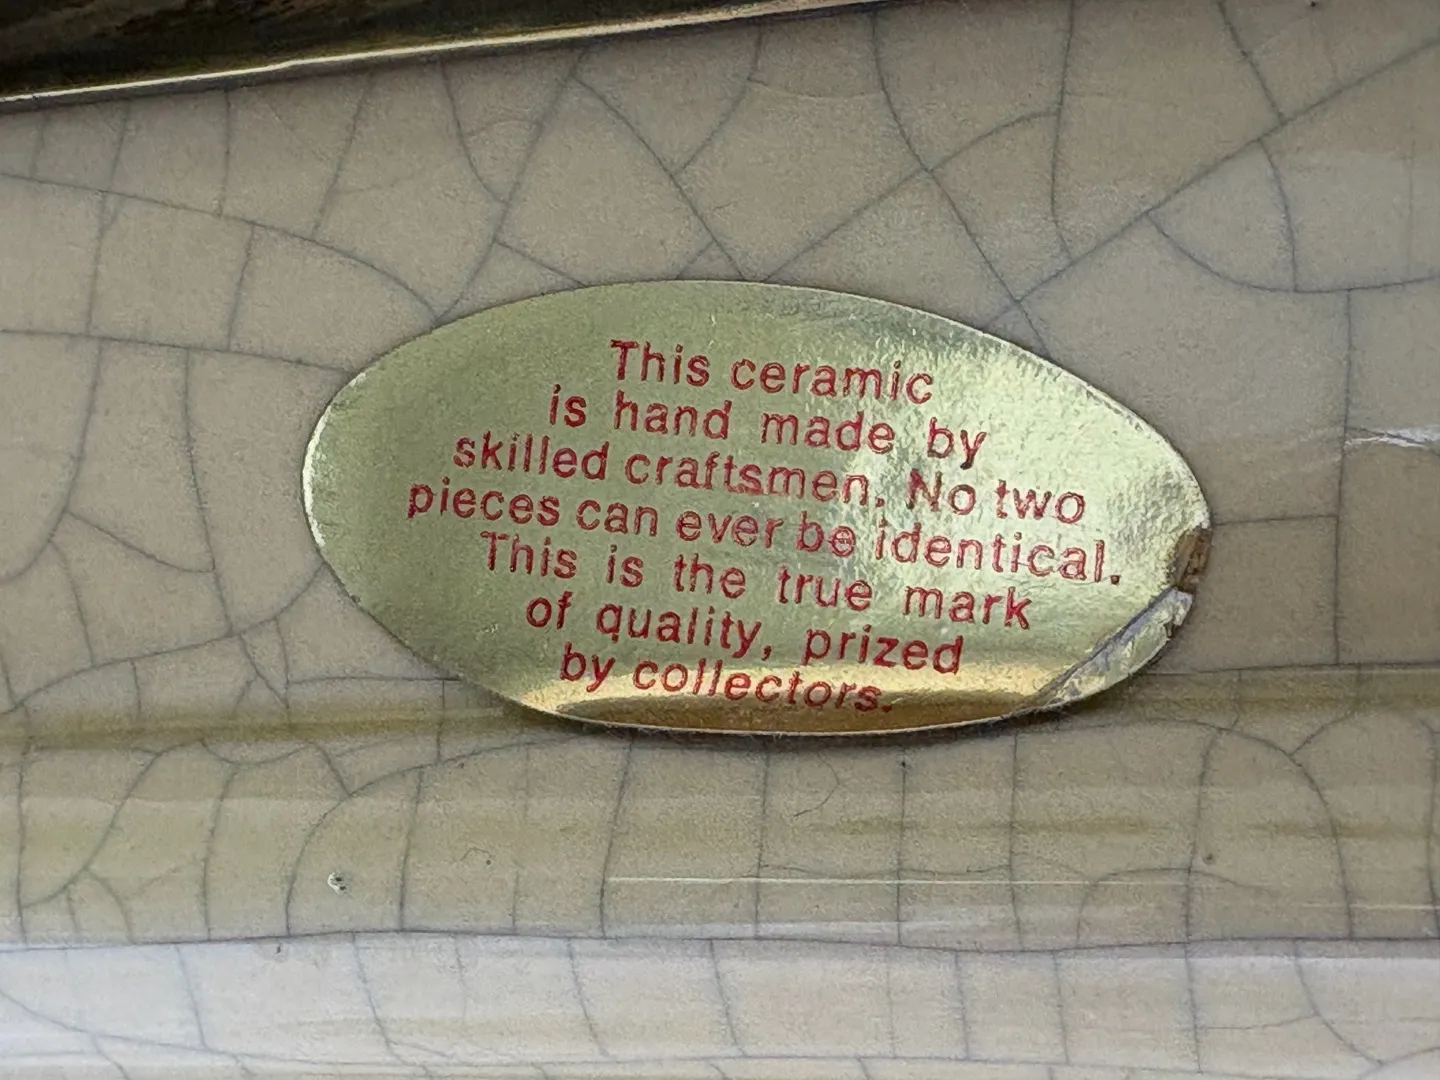 This ceramic
is hand made by
skilled craftsmen. No two
pieces can ever be identical.
This is the true mark
of quality, prized
by collectors.